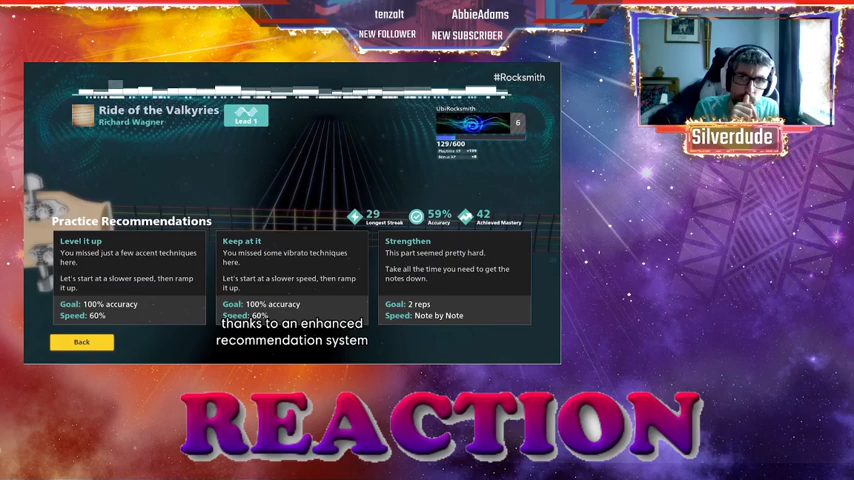 tenzalt
AbbieAdams
NEW FOLLOWER
NEW SUBSCRIBER
#Rocksmith
Ride of the Valkyries
Richard Wagner
Lead 1
UbiRocksmith
6
129/600
Silverdude
29
Longest Streak
59%
Accuracy
42
Achieved Mastery
Practice Recommendations
Level it up
You missed just a few accent techniques
here.
Let's start at a slower speed, then ramp
it up.
Goal: 100% accuracy
Speed: 60%
Keep at it
You missed some vibrato techniques
here.
Let's start at a slower speed, then ramp
it up.
Goal: 100% accuracy
Speed: 60%
Strengthen
This part seemed pretty hard.
Take all the time you need to get the
notes down.
Goal: 2 reps
Speed: Note by Note
thanks to an enhanced
recommendation system
Back
REACTION